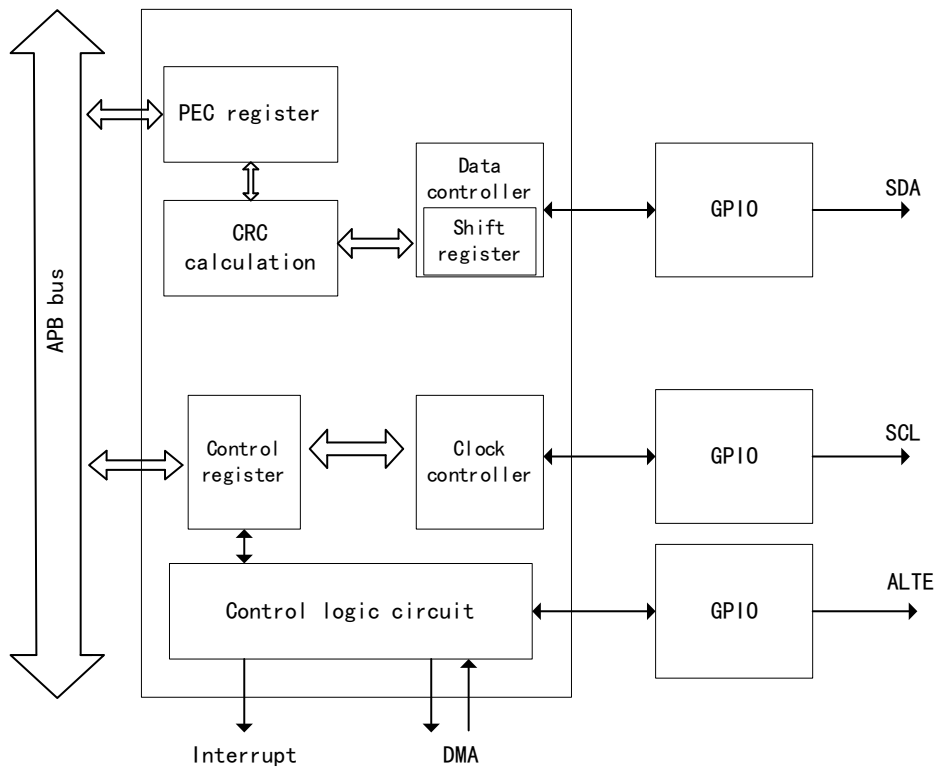 PEC register
Data
controller
Shift
register
CRC
calculation
GPIO
SDA
APB bus
Control
register
Clock
controller
GPIO
SCL
Control logic circuit
GPIO
ALTE
Interrupt
DMA